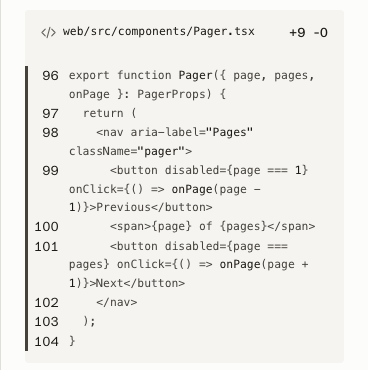 </> web/src/components/Pager.tsx +9 -0
96 export function Pager({ page, pages,
onPage }: PagerProps) {
97 return (
98 <nav aria-label="Pages"
className="pager">
99 <button disabled={page === 1}
onClick={() => onPage(page −
1)}>Previous</button>
100 <span>{page} of {pages}</span>
101 <button disabled={page ===
pages} onClick={() => onPage(page +
1)}>Next</button>
102 </nav>
103 );
104 }